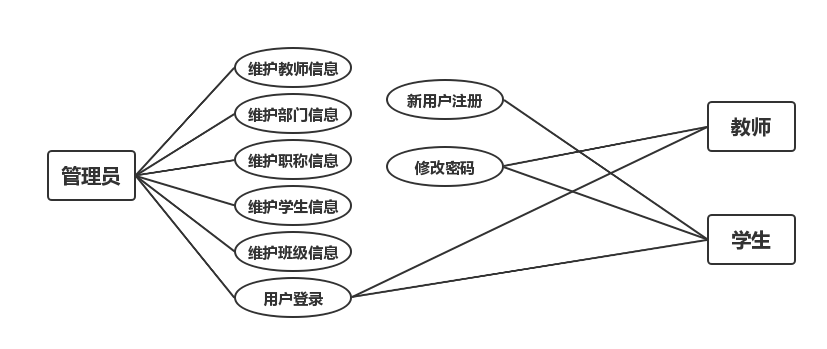 管理员
维护教师信息
维护部门信息
维护职称信息
维护学生信息
维护班级信息
用户登录
新用户注册
修改密码
教师
学生